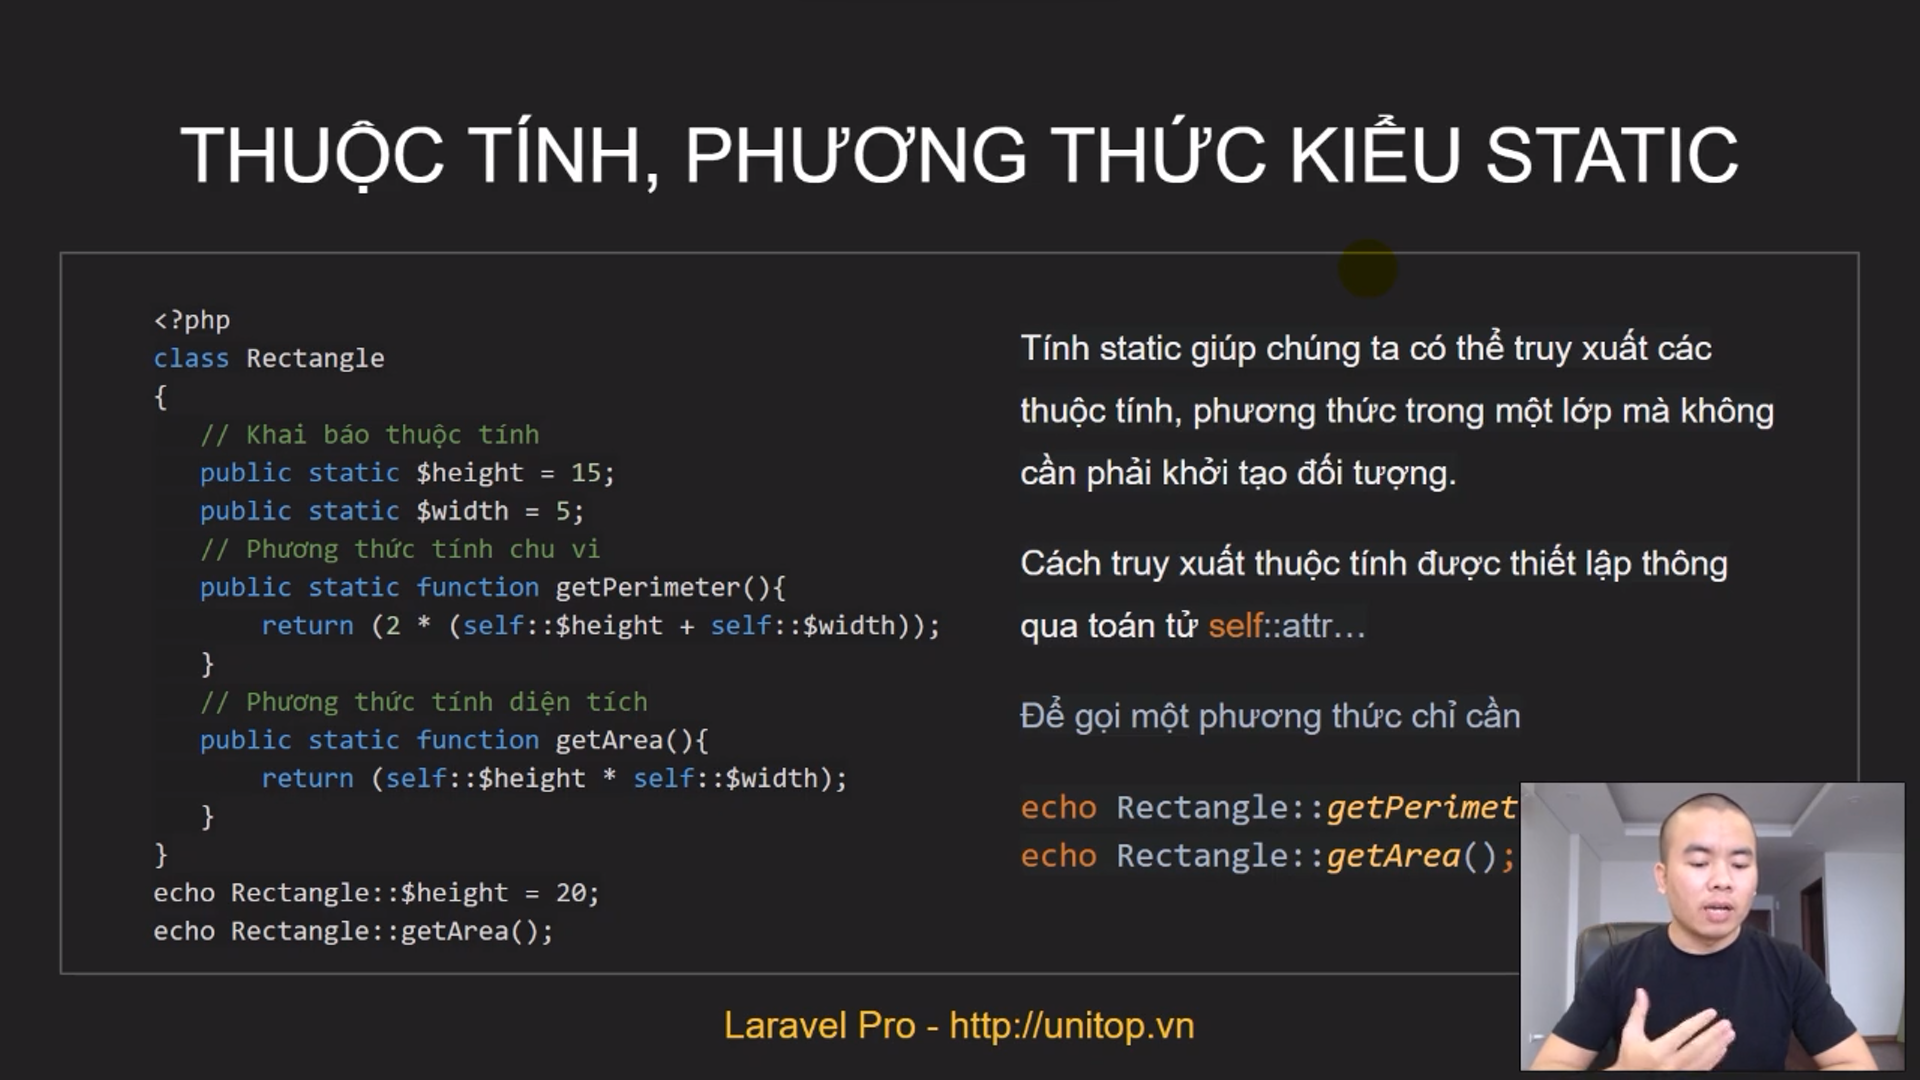 THUỘC TÍNH, PHƯƠNG THỨC KIỂU STATIC
<?php
class Rectangle
{
// Khai báo thuộc tính
public static $height = 15;
public static $width = 5;
// Phương thức tính chu vi
public static function getPerimeter(){
return (2 * (self::$height + self::$width));
}
// Phương thức tính diện tích
public static function getArea(){
return (self::$height * self::$width);
}
}
echo Rectangle::$height = 20;
echo Rectangle::getArea();
Tính static giúp chúng ta có thể truy xuất các
thuộc tính, phương thức trong một lớp mà không
cần phải khởi tạo đối tượng.
Cách truy xuất thuộc tính được thiết lập thông
qua toán tử self::attr...
Để gọi một phương thức chỉ cần
echo Rectangle::getPerimet
echo Rectangle::getArea();
Laravel Pro - http://unitop.vn